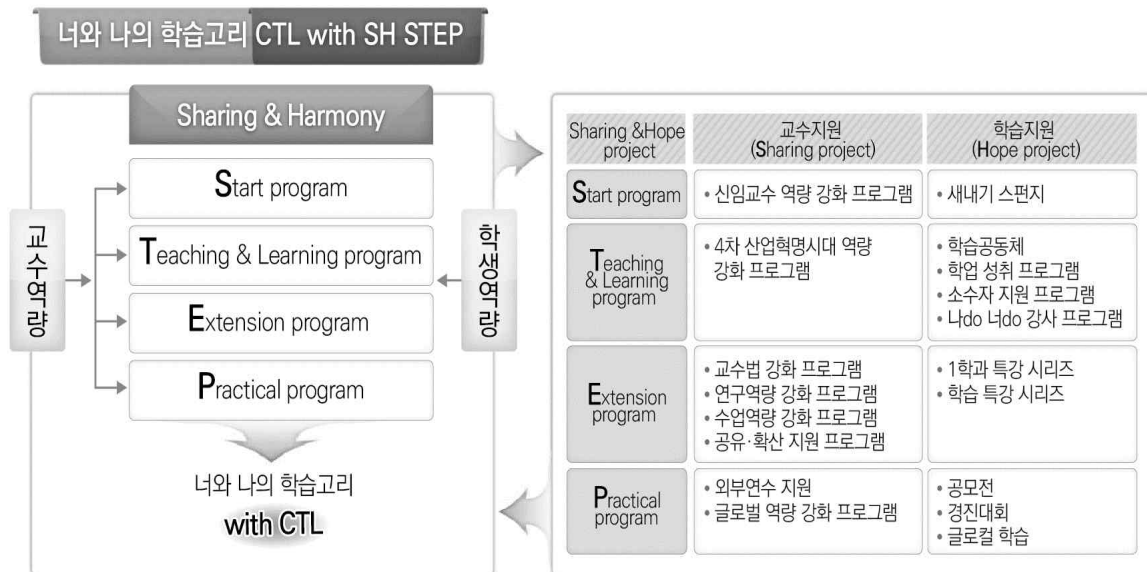 너와 나의 학습고리 CTL with SH STEP
Sharing & Harmony
교수역량
Start program
Teaching & Learning program
Extension program
Practical program
학생역량
너와 나의 학습고리
with CTL
Sharing &Hope
project
교수지원
(Sharing project)
학습지원
(Hope project)
Start program
• 신임교수 역량 강화 프로그램
• 새내기 스펀지
Teaching
& Learning
program
• 4차 산업혁명시대 역량
강화 프로그램
• 학습공동체
• 학업 성취 프로그램
• 소수자 지원 프로그램
• 나do 너do 강사 프로그램
Extension
program
• 교수법 강화 프로그램
• 연구역량 강화 프로그램
• 수업역량 강화 프로그램
• 공유·확산 지원 프로그램
• 1학과 특강 시리즈
• 학습 특강 시리즈
Practical
program
• 외부연수 지원
• 글로벌 역량 강화 프로그램
• 공모전
• 경진대회
• 글로컬 학습